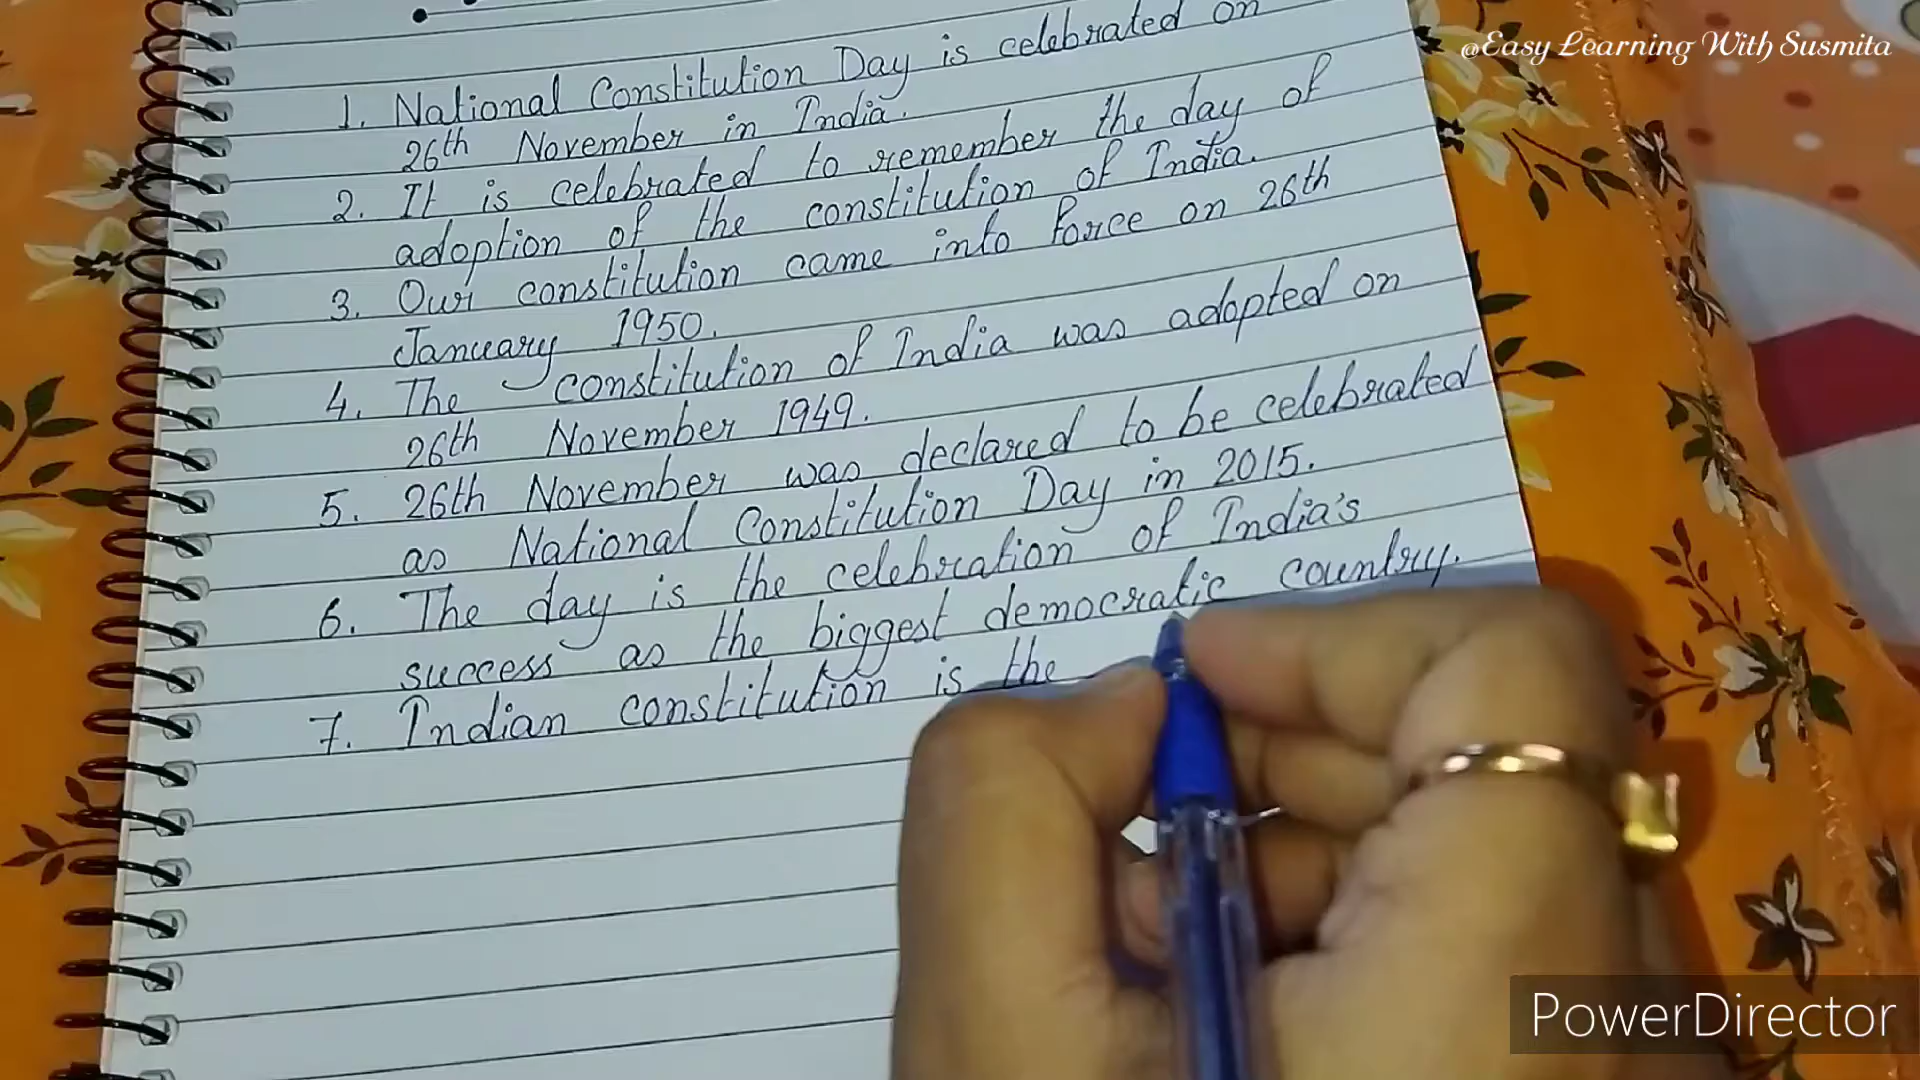 @Easy Learning With Susmita
1. National Constitution Day is celebrated on
26th November in India.
2. It is celebrated to remember the day of
adoption of the constitution of India.
3. Our constitution came into force on 26th
January 1950.
4. The constitution of India was adopted on
26th November 1949.
5. 26th November was declared to be celebrated
as National Constitution Day in 2015.
6. The day is the celebration of India's
success as the biggest democratic country.
7. Indian constitution is the
PowerDirector